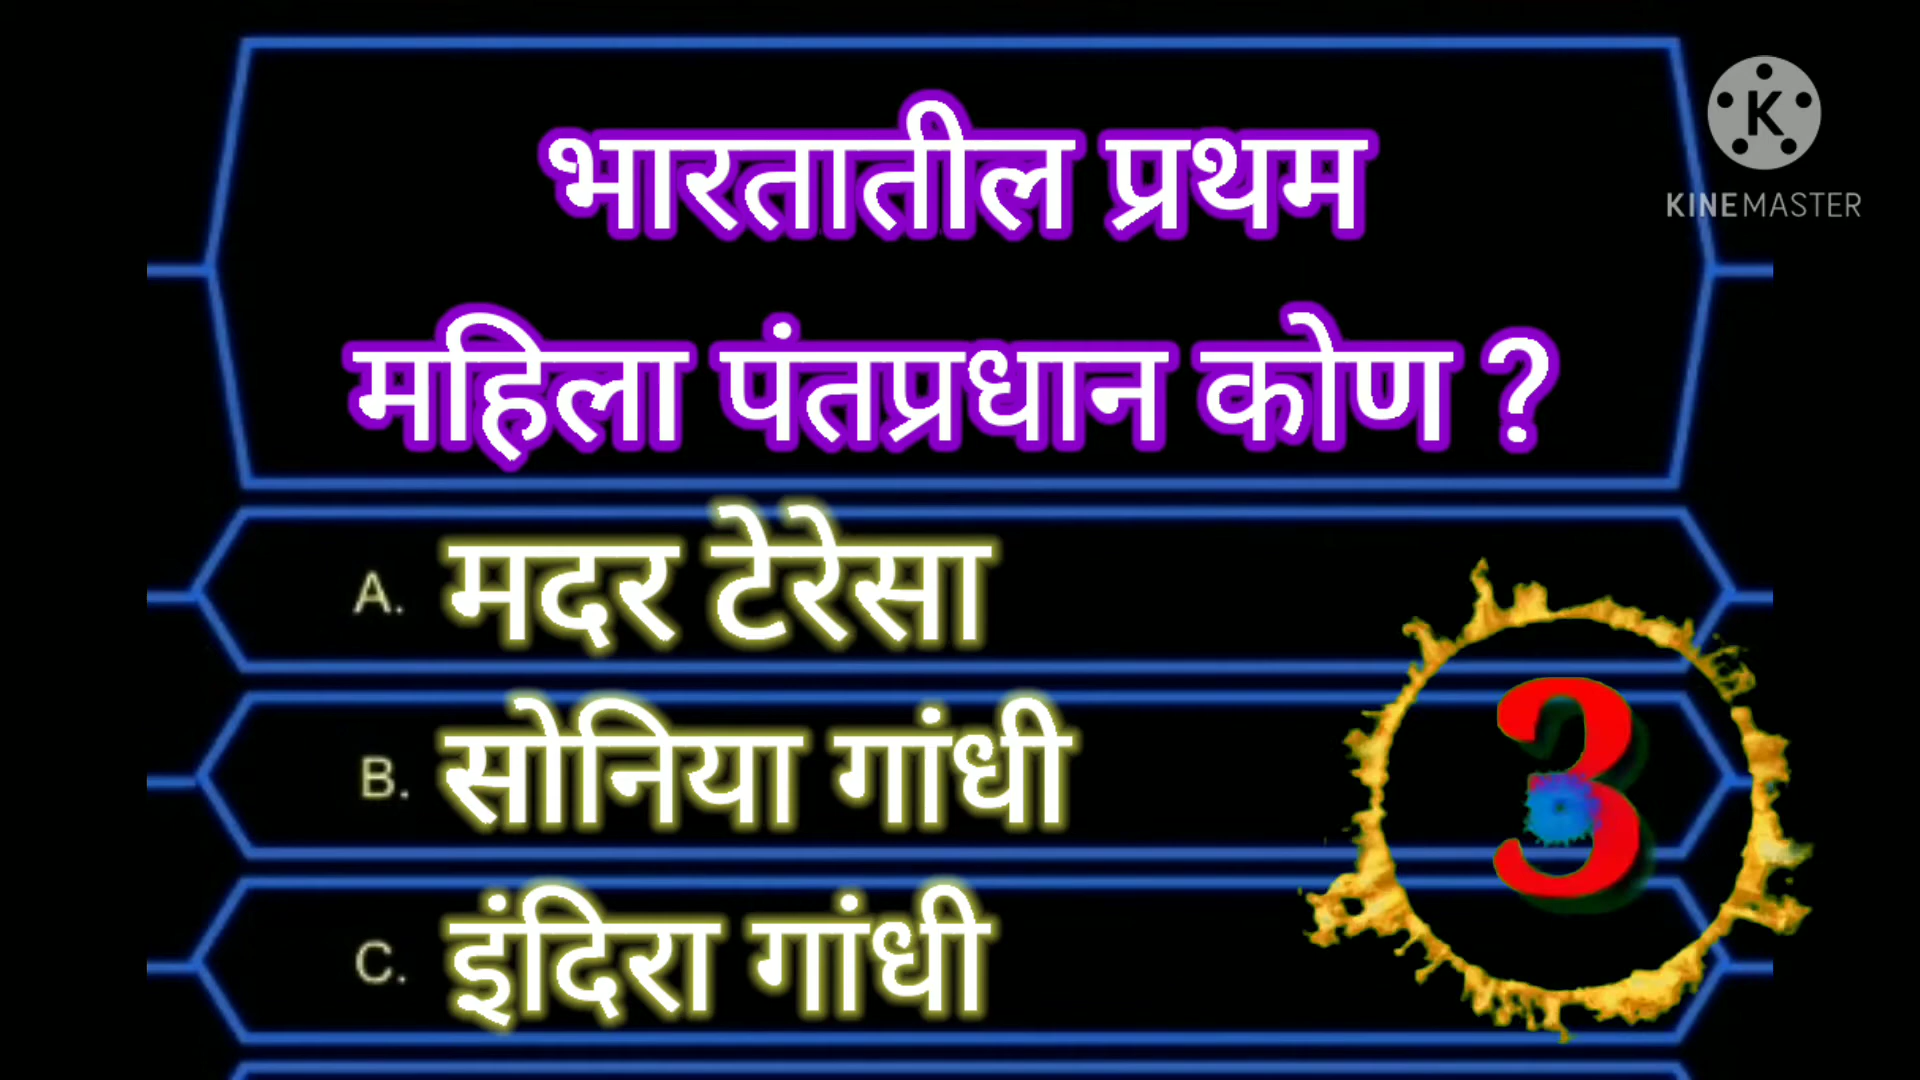 भारतातील प्रथम
महिला पंतप्रधान कोण ?
A. मदर टेरेसा
B. सोनिया गांधी
C. इंदिरा गांधी
3
K
KINEMASTER